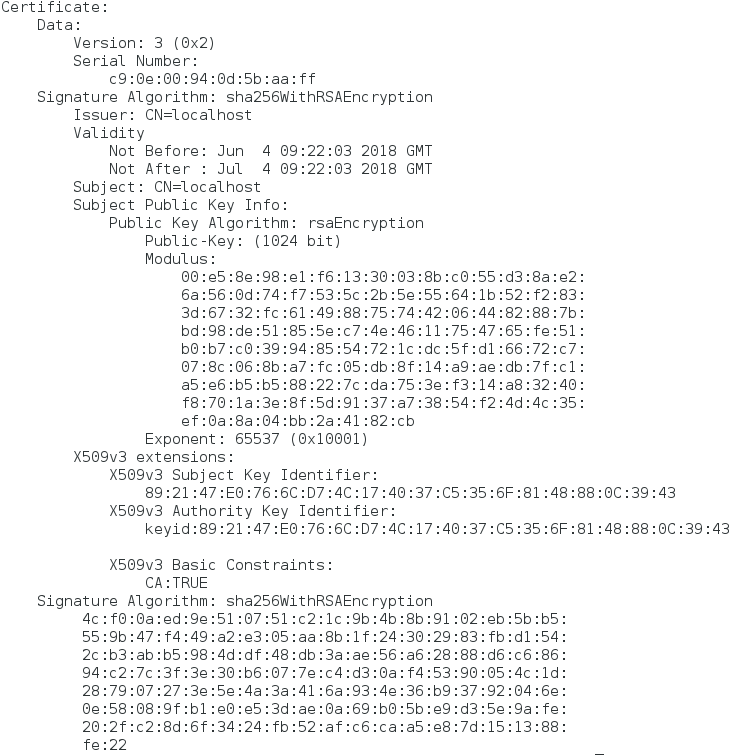 Certificate:
    Data:
        Version: 3 (0x2)
        Serial Number:
            c9:0e:00:94:0d:5b:aa:ff
    Signature Algorithm: sha256WithRSAEncryption
        Issuer: CN=localhost
        Validity
            Not Before: Jun  4 09:22:03 2018 GMT
            Not After : Jul  4 09:22:03 2018 GMT
        Subject: CN=localhost
        Subject Public Key Info:
            Public Key Algorithm: rsaEncryption
                Public-Key: (1024 bit)
                Modulus:
                    00:e5:8e:98:e1:f6:13:30:03:8b:c0:55:d3:8a:e2:
                    6a:56:0d:74:f7:53:5c:2b:5e:55:64:1b:52:f2:83:
                    3d:67:32:fc:61:49:88:75:74:42:06:44:82:88:7b:
                    bd:98:de:51:85:5e:c7:4e:46:11:75:47:65:fe:51:
                    b0:b7:c0:39:94:85:54:72:1c:dc:5f:d1:66:72:c7:
                    07:8c:06:8b:a7:fc:05:db:8f:14:a9:ae:db:7f:c1:
                    a5:e6:b5:b5:88:22:7c:da:75:3e:f3:14:a8:32:40:
                    f8:70:1a:3e:8f:5d:91:37:a7:38:54:f2:4d:4c:35:
                    ef:0a:8a:04:bb:2a:41:82:cb
                Exponent: 65537 (0x10001)
        X509v3 extensions:
            X509v3 Subject Key Identifier:
                89:21:47:E0:76:6C:D7:4C:17:40:37:C5:35:6F:81:48:88:0C:39:43
            X509v3 Authority Key Identifier:
                keyid:89:21:47:E0:76:6C:D7:4C:17:40:37:C5:35:6F:81:48:88:0C:39:43

            X509v3 Basic Constraints:
                CA:TRUE
    Signature Algorithm: sha256WithRSAEncryption
         4c:f0:0a:ed:9e:51:07:51:c2:1c:9b:4b:8b:91:02:eb:5b:b5:
         55:9b:47:f4:49:a2:e3:05:aa:8b:1f:24:30:29:83:fb:d1:54:
         2c:b3:ab:b5:98:4d:df:48:db:3a:ae:56:a6:28:88:d6:c6:86:
         94:c2:7c:3f:3e:30:b6:07:7e:c4:d3:0a:f4:53:90:05:4c:1d:
         28:79:07:27:3e:5e:4a:3a:41:6a:93:4e:36:b9:37:92:04:6e:
         0e:58:08:9f:b1:e0:e5:3d:ae:0a:69:b0:5b:e9:d3:5e:9a:fe:
         20:2f:c2:8d:6f:34:24:fb:52:af:c6:ca:a5:e8:7d:15:13:88:
         fe:22